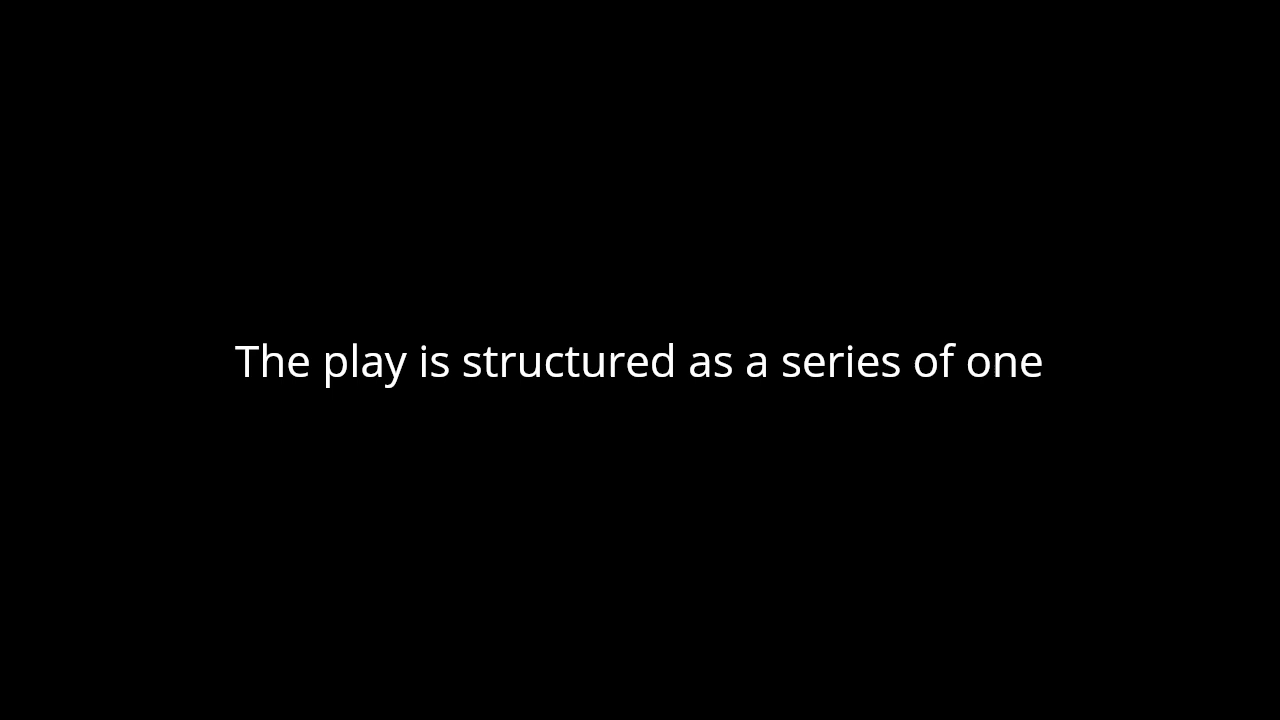 The play is structured as a series of one